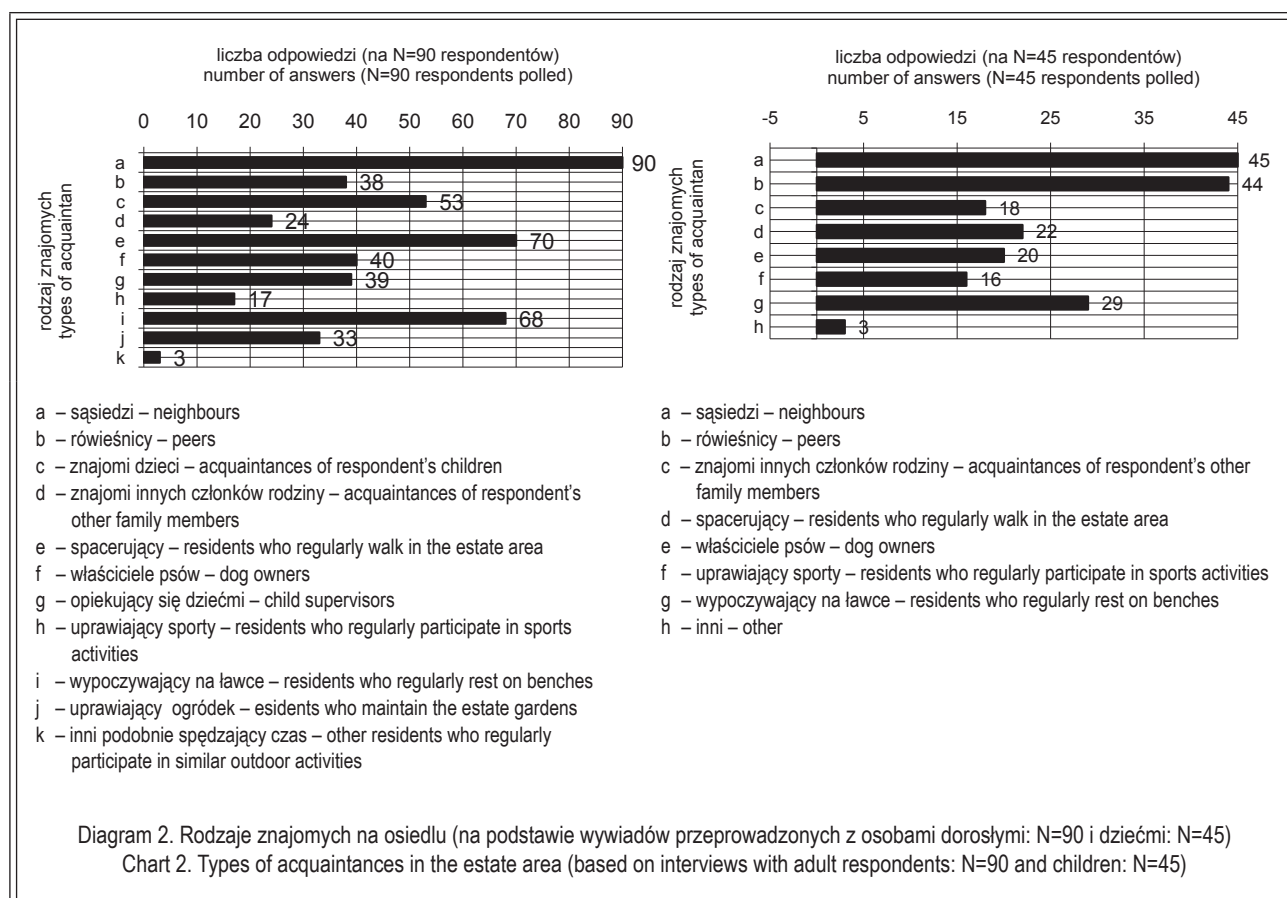 liczba odpowiedzi (na N=90 respondentów)
number of answers (N=90 respondents polled)
0 10 20 30 40 50 60 70 80 90
rodzaj znajomych
types of acquaintan
a 90
b 38
c 53
d 24
e 70
f 40
g 39
h 17
i 68
j 33
k 3
a – sąsiedzi – neighbours
b – rówieśnicy – peers
c – znajomi dzieci – acquaintances of respondent's children
d – znajomi innych członków rodziny – acquaintances of respondent's
other family members
e – spacerujący – residents who regularly walk in the estate area
f – właściciele psów – dog owners
g – opiekujący się dziećmi – child supervisors
h – uprawiający sporty – residents who regularly participate in sports
activities
i – wypoczywający na ławce – residents who regularly rest on benches
j – uprawiający ogródek – esidents who maintain the estate gardens
k – inni podobnie spędzający czas – other residents who regularly
participate in similar outdoor activities
liczba odpowiedzi (na N=45 respondentów)
number of answers (N=45 respondents polled)
-5 5 15 25 35 45
rodzaj znajomych
types of acquaintan
a 45
b 44
c 18
d 22
e 20
f 16
g 29
h 3
a – sąsiedzi – neighbours
b – rówieśnicy – peers
c – znajomi innych członków rodziny – acquaintances of respondent's other
family members
d – spacerujący – residents who regularly walk in the estate area
e – właściciele psów – dog owners
f – uprawiający sporty – residents who regularly participate in sports activities
g – wypoczywający na ławce – residents who regularly rest on benches
h – inni – other
Diagram 2. Rodzaje znajomych na osiedlu (na podstawie wywiadów przeprowadzonych z osobami dorosłymi: N=90 i dziećmi: N=45)
Chart 2. Types of acquaintances in the estate area (based on interviews with adult respondents: N=90 and children: N=45)